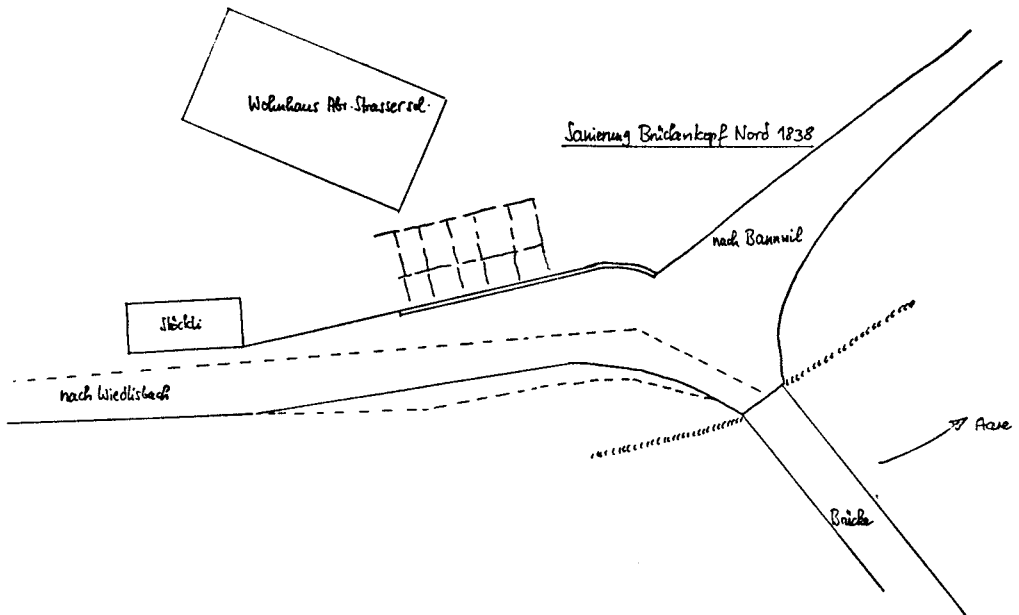 Wohnhaus Abr. Strasser sel.
Sanierung Brückenkopf Nord 1838
nach Bannwil
Stöckli
nach Wiedlisbach
Aare
Brücke